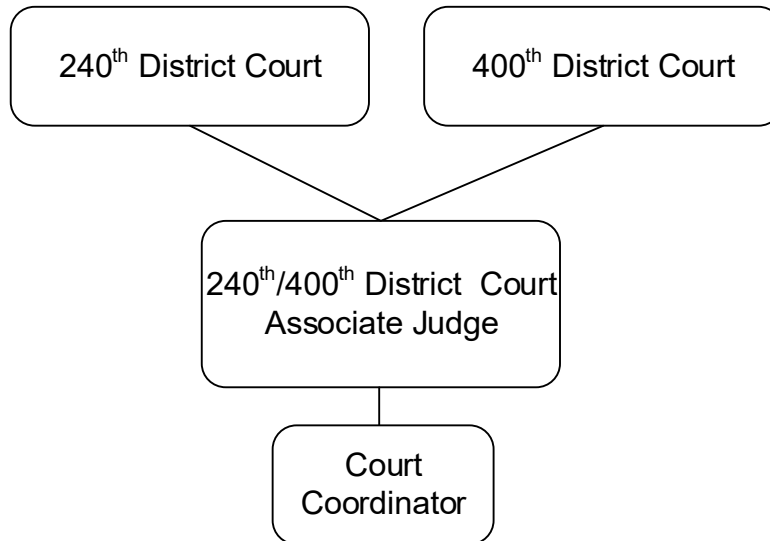 240th District Court
400th District Court
240th/400th District Court
Associate Judge
Court
Coordinator